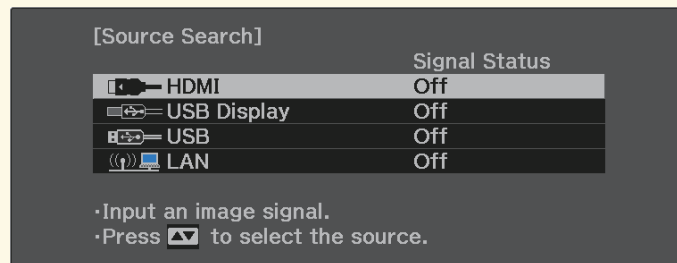 [Source Search]
Signal Status
HDMI Off
USB Display Off
USB Off
LAN Off
·Input an image signal.
·Press ▲▼ to select the source.